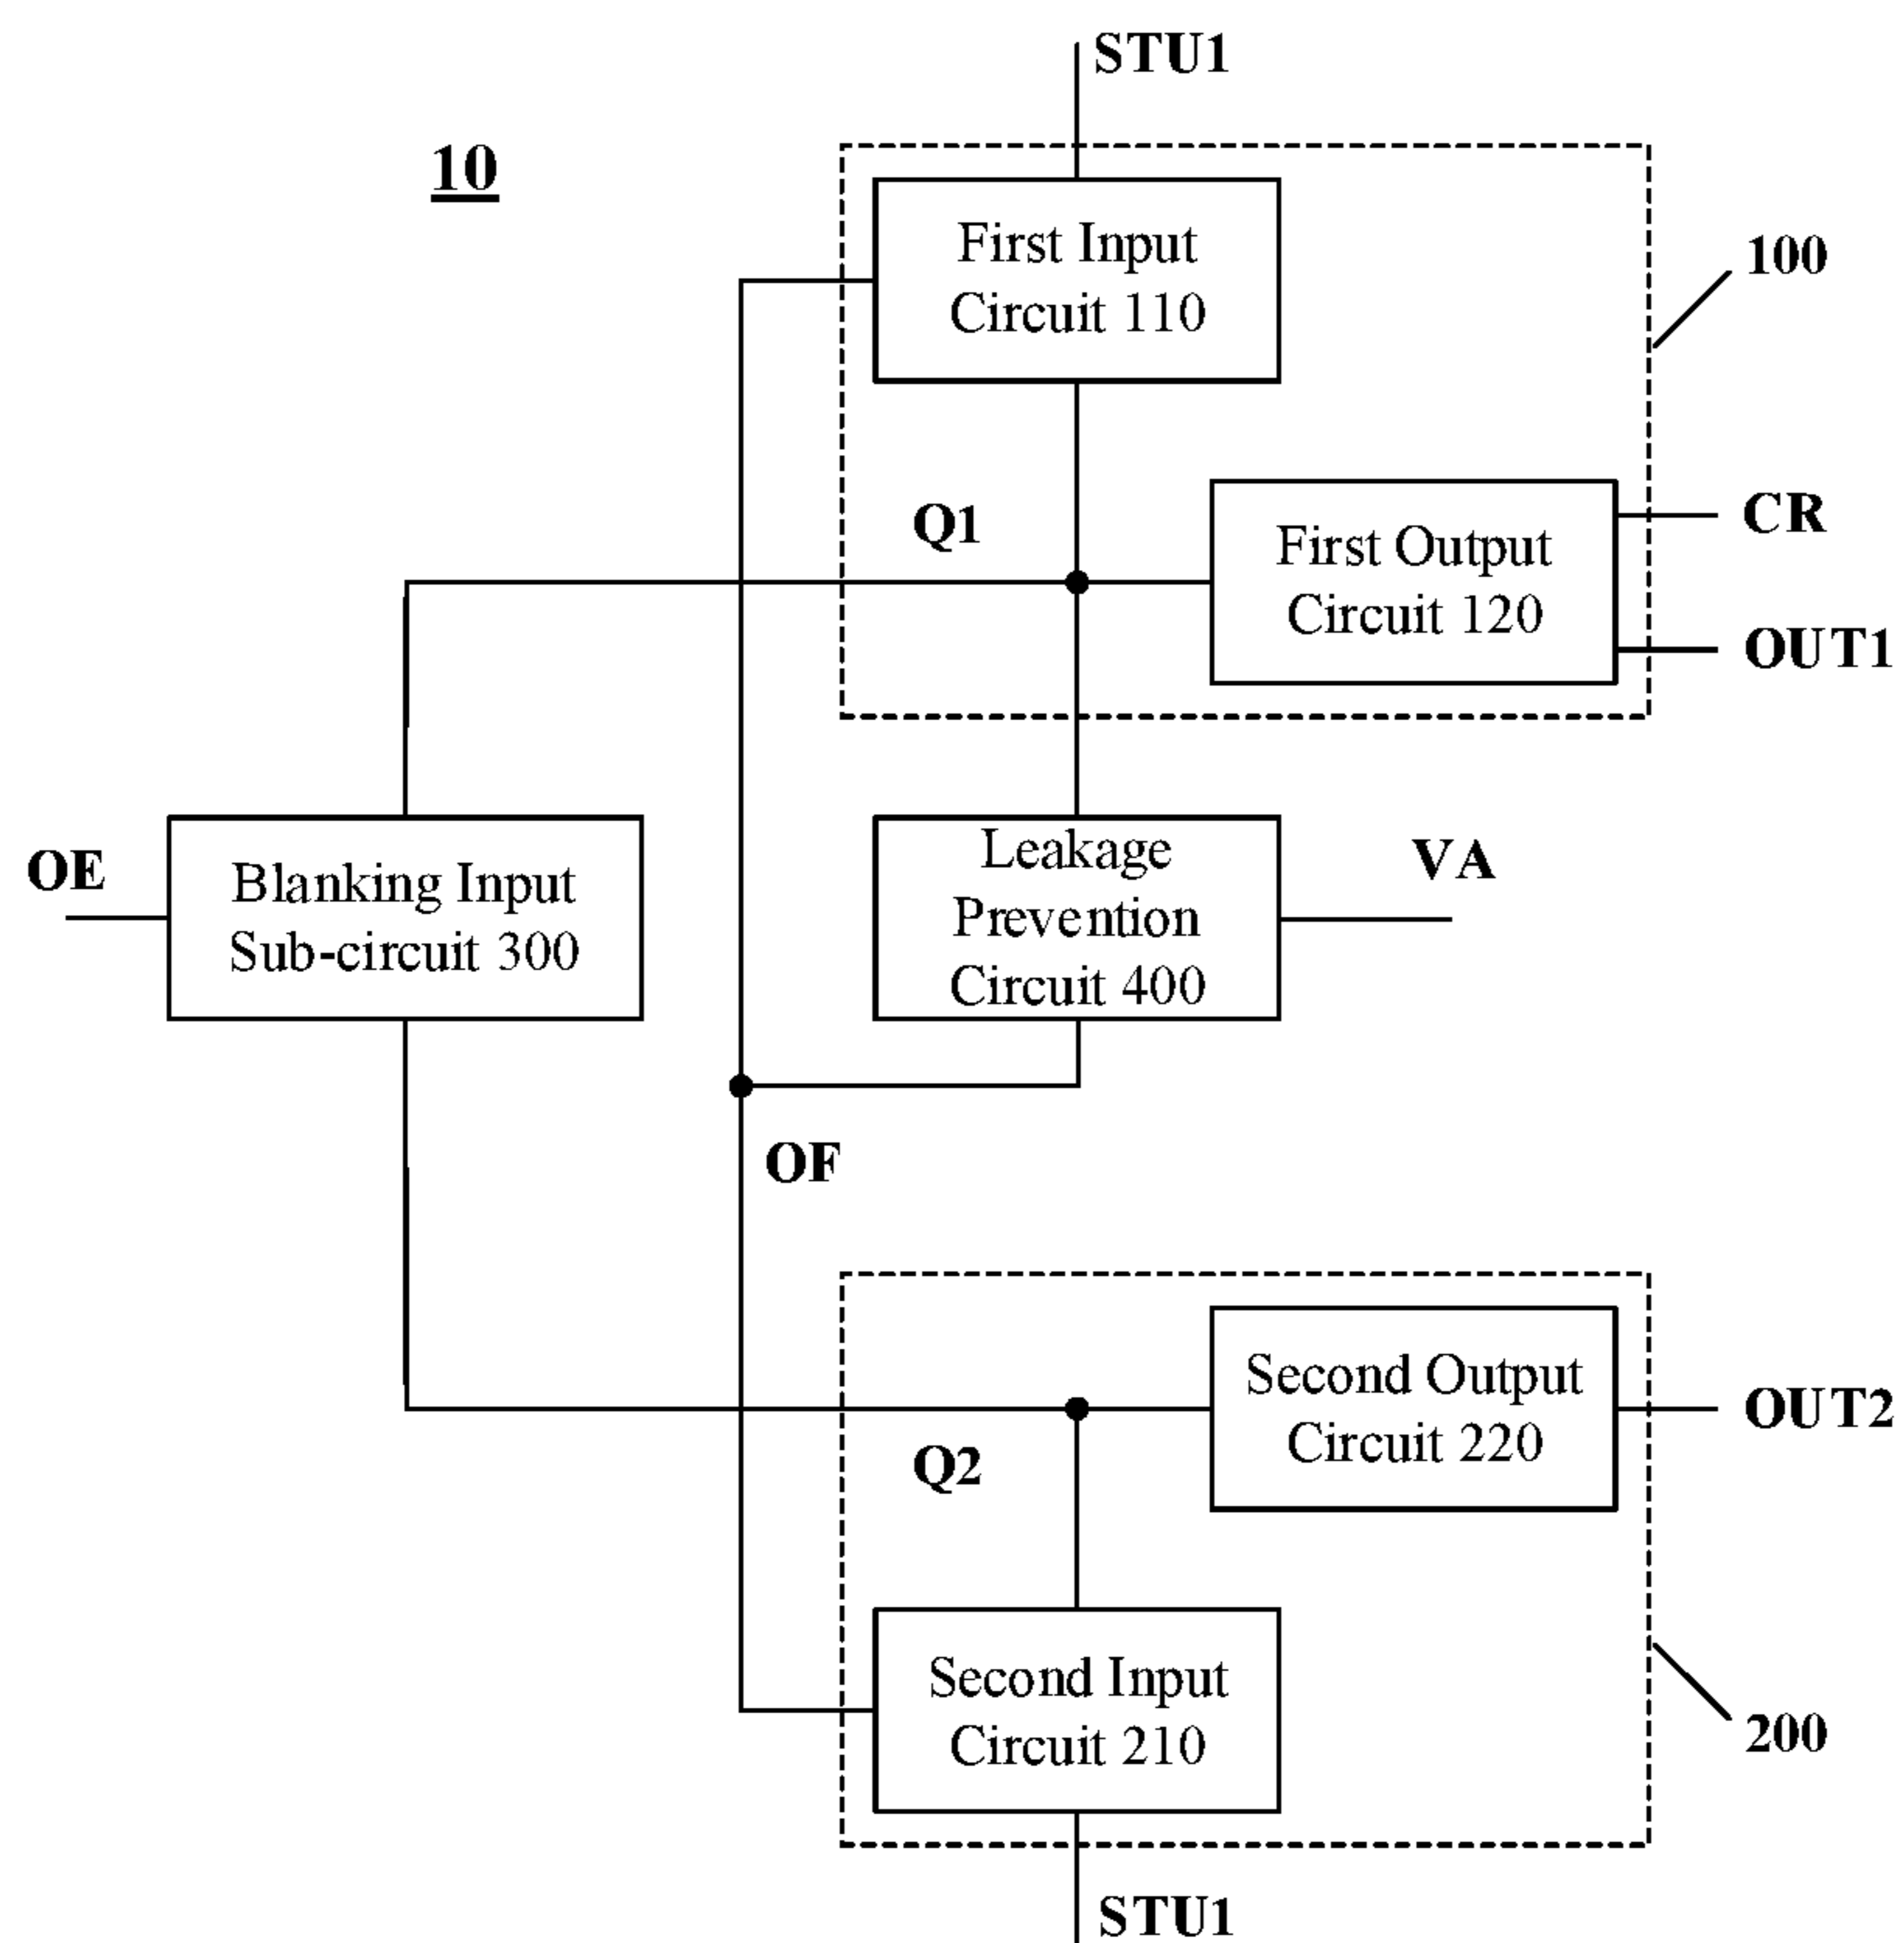 STU1
10
First Input
Circuit 110
100
Q1
CR
First Output
Circuit 120
OUT1
OE
Blanking Input
Sub-circuit 300
Leakage
Prevention
Circuit 400
VA
OF
Second Output
Circuit 220
OUT2
Q2
Second Input
Circuit 210
200
STU1